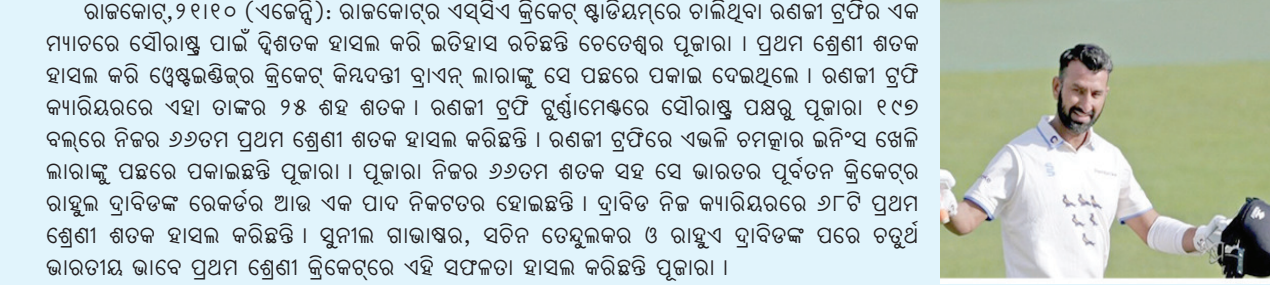 ରାଜକୋଟ୍,୨୧।୧୦ (ଏଜେନ୍ସି): ରାଜକୋଟ୍‌ର ଏସ୍‌ସିଏ କ୍ରିକେଟ୍ ଷ୍ଟାଡିୟମ୍‌ରେ ଚାଲିଥିବା ରଣଜୀ ଟ୍ରଫିର ଏକ
ମ୍ୟାଚରେ ସୌରାଷ୍ଟ୍ର ପାଇଁ ଦ୍ୱିଶତକ ହାସଲ କରି ଇତିହାସ ରଚିଛନ୍ତି ଚେତେଶ୍ୱର ପୂଜାରା । ପ୍ରଥମ ଶ୍ରେଣୀ ଶତକ
ହାସଲ କରି ଓ୍ୱେଷ୍ଟଇଣ୍ଡିଜ୍‌ର କ୍ରିକେଟ୍ କିମ୍ବଦନ୍ତୀ ବ୍ରାଏନ୍ ଲାରାଙ୍କୁ ସେ ପଛରେ ପକାଇ ଦେଇଥିଲେ । ରଣଜୀ ଟ୍ରଫି
କ୍ୟାରିୟରରେ ଏହା ତାଙ୍କର ୨୫ ଶହ ଶତକ । ରଣଜୀ ଟ୍ରଫି ଟୁର୍ଣ୍ଣାମେଣ୍ଟରେ ସୌରାଷ୍ଟ୍ର ପକ୍ଷରୁ ପୂଜାରା ୧୯୭
ବଲ୍‌ରେ ନିଜର ୬୬ତମ ପ୍ରଥମ ଶ୍ରେଣୀ ଶତକ ହାସଲ କରିଛନ୍ତି । ରଣଜୀ ଟ୍ରଫିରେ ଏଭଳି ଚମତ୍କାର ଇନିଂସ ଖେଳି
ଲାରାଙ୍କୁ ପଛରେ ପକାଇଛନ୍ତି ପୂଜାରା । ପୂଜାରା ନିଜର ୬୬ତମ ଶତକ ସହ ସେ ଭାରତର ପୂର୍ବତନ କ୍ରିକେଟ୍‌ର
ରାହୁଲ ଦ୍ରାବିଡଙ୍କ ରେକର୍ଡର ଆଉ ଏକ ପାଦ ନିକଟତର ହୋଇଛନ୍ତି । ଦ୍ରାବିଡ ନିଜ କ୍ୟାରିୟରରେ ୬୮ଟି ପ୍ରଥମ
ଶ୍ରେଣୀ ଶତକ ହାସଲ କରିଛନ୍ତି । ସୁନୀଲ ଗାଭାଷ୍କର, ସଚିନ ତେନ୍ଦୁଲକର ଓ ରାହୁଏ ଦ୍ରାବିଡଙ୍କ ପରେ ଚତୁର୍ଥ
ଭାରତୀୟ ଭାବେ ପ୍ରଥମ ଶ୍ରେଣୀ କ୍ରିକେଟ୍‌ରେ ଏହି ସଫଳତା ହାସଲ କରିଛନ୍ତି ପୂଜାରା ।